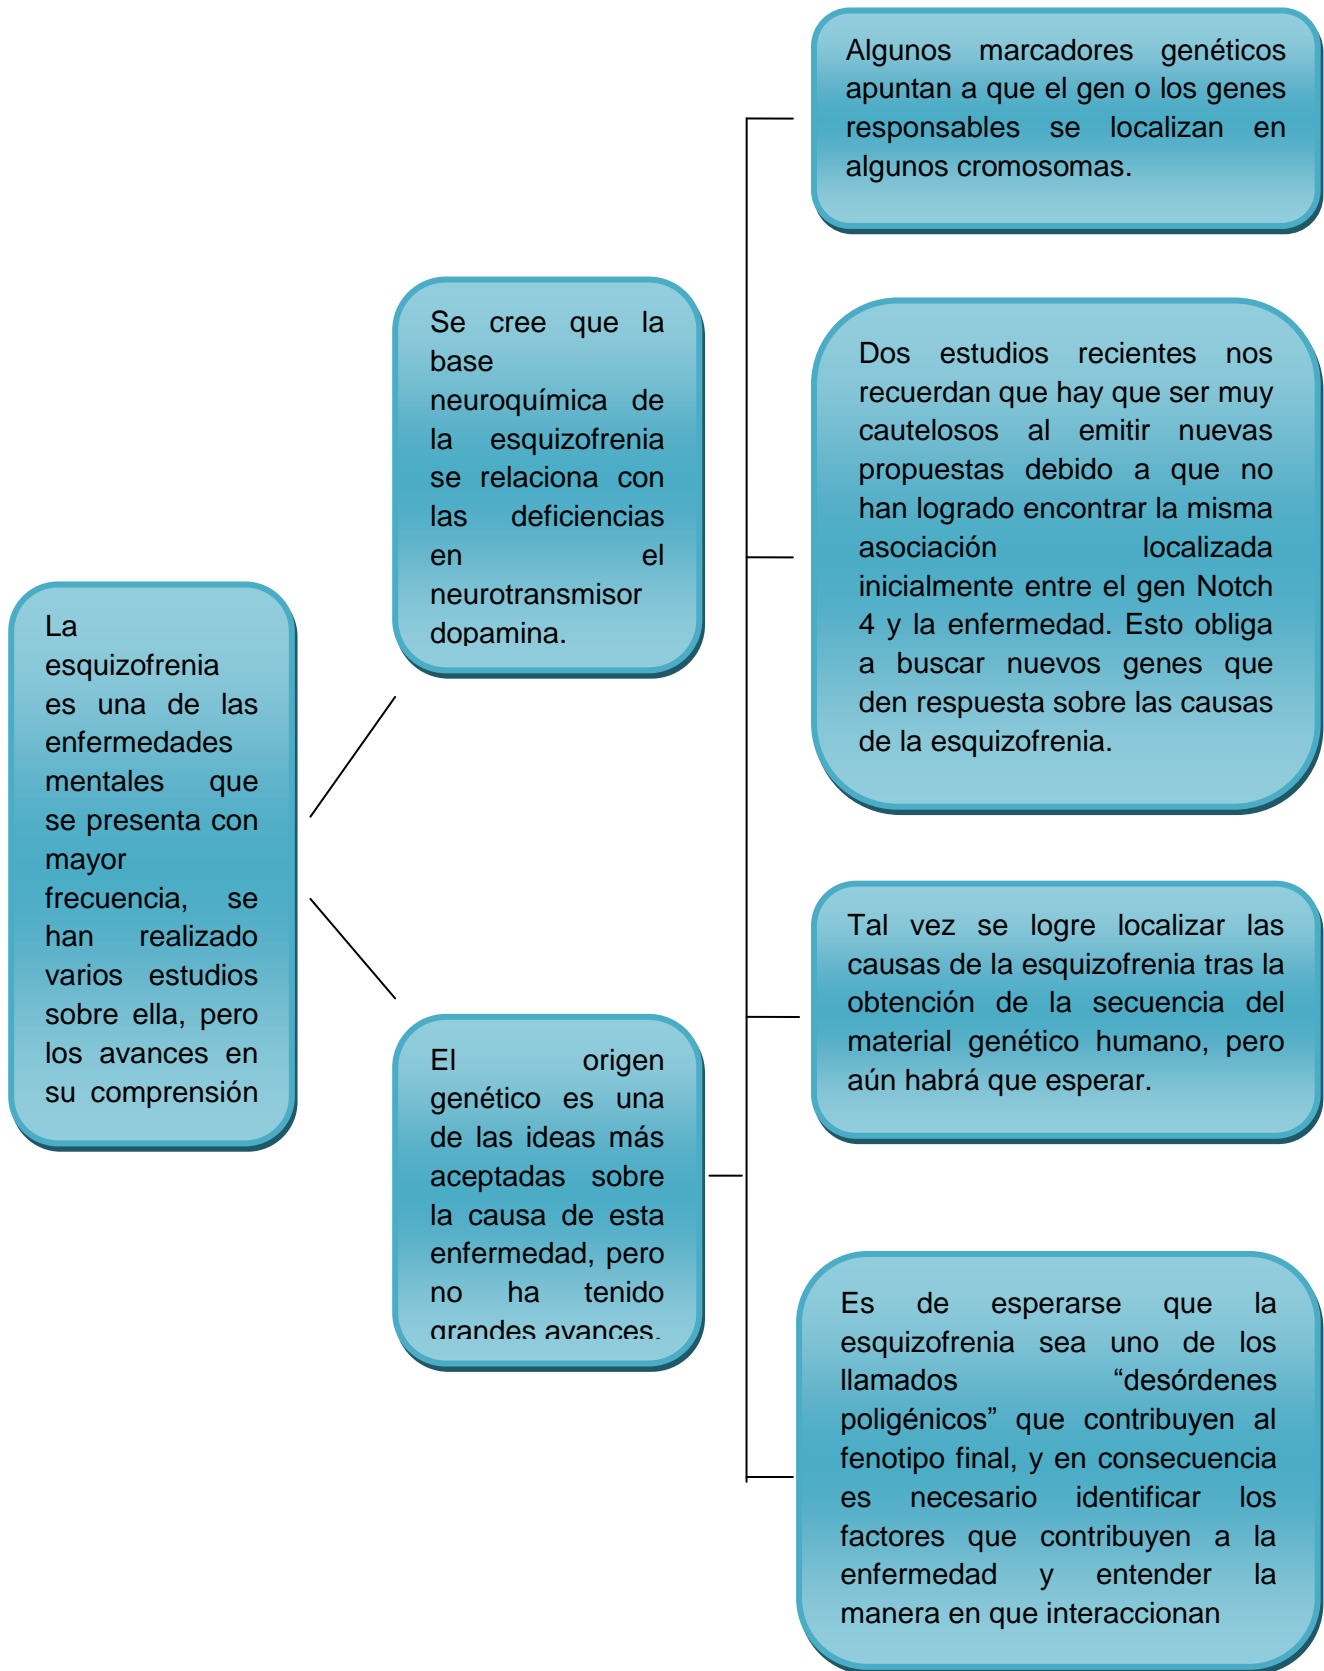 La
esquizofrenia
es una de las
enfermedades
mentales que
se presenta con
mayor
frecuencia, se
han realizado
varios estudios
sobre ella, pero
los avances en
su comprensión
Se cree que la
base
neuroquímica de
la esquizofrenia
se relaciona con
las deficiencias
en el
neurotransmisor
dopamina.
El origen
genético es una
de las ideas más
aceptadas sobre
la causa de esta
enfermedad, pero
no ha tenido
grandes avances.
Algunos marcadores genéticos
apuntan a que el gen o los genes
responsables se localizan en
algunos cromosomas.
Dos estudios recientes nos
recuerdan que hay que ser muy
cautelosos al emitir nuevas
propuestas debido a que no
han logrado encontrar la misma
asociación localizada
inicialmente entre el gen Notch
4 y la enfermedad. Esto obliga
a buscar nuevos genes que
den respuesta sobre las causas
de la esquizofrenia.
Tal vez se logre localizar las
causas de la esquizofrenia tras la
obtención de la secuencia del
material genético humano, pero
aún habrá que esperar.
Es de esperarse que la
esquizofrenia sea uno de los
llamados “desórdenes
poligénicos” que contribuyen al
fenotipo final, y en consecuencia
es necesario identificar los
factores que contribuyen a la
enfermedad y entender la
manera en que interaccionan